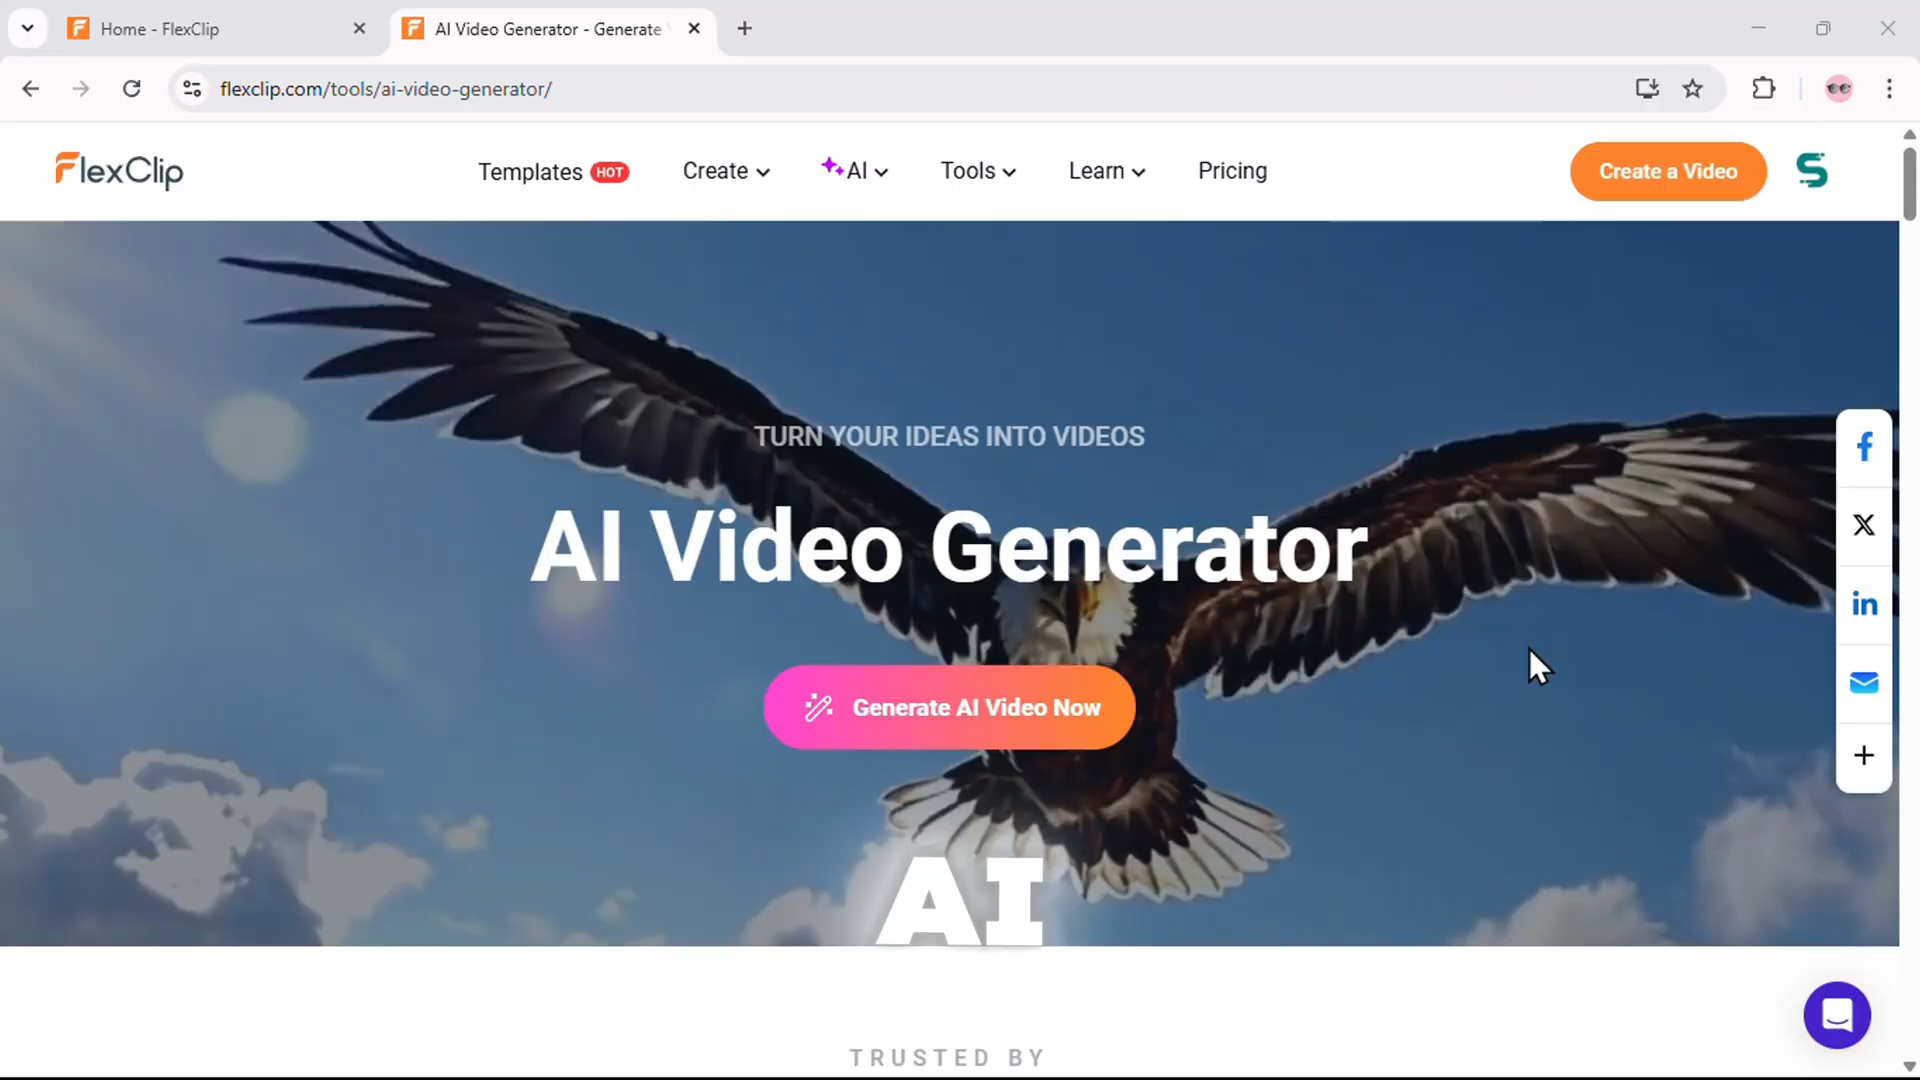 Home - FlexClip
AI Video Generator - Generate
flexclip.com/tools/ai-video-generator/
FlexClip
Templates HOT
Create
AI
Tools
Learn
Pricing
Create a Video
TURN YOUR IDEAS INTO VIDEOS
AI Video Generator
Generate AI Video Now
AI
TRUSTED BY